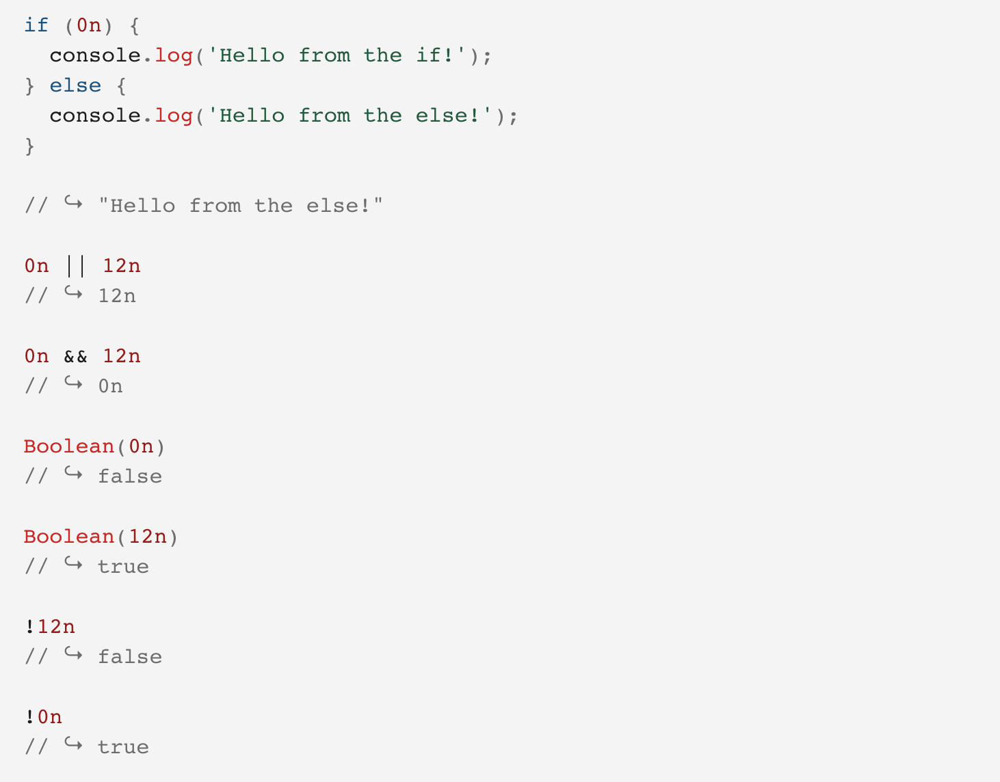 if (0n) {
  console.log('Hello from the if!');
} else {
  console.log('Hello from the else!');
}
// ↪ "Hello from the else!"
0n || 12n
// ↪ 12n
0n && 12n
// ↪ 0n
Boolean(0n)
// ↪ false
Boolean(12n)
// ↪ true
!12n
// ↪ false
!0n
// ↪ true